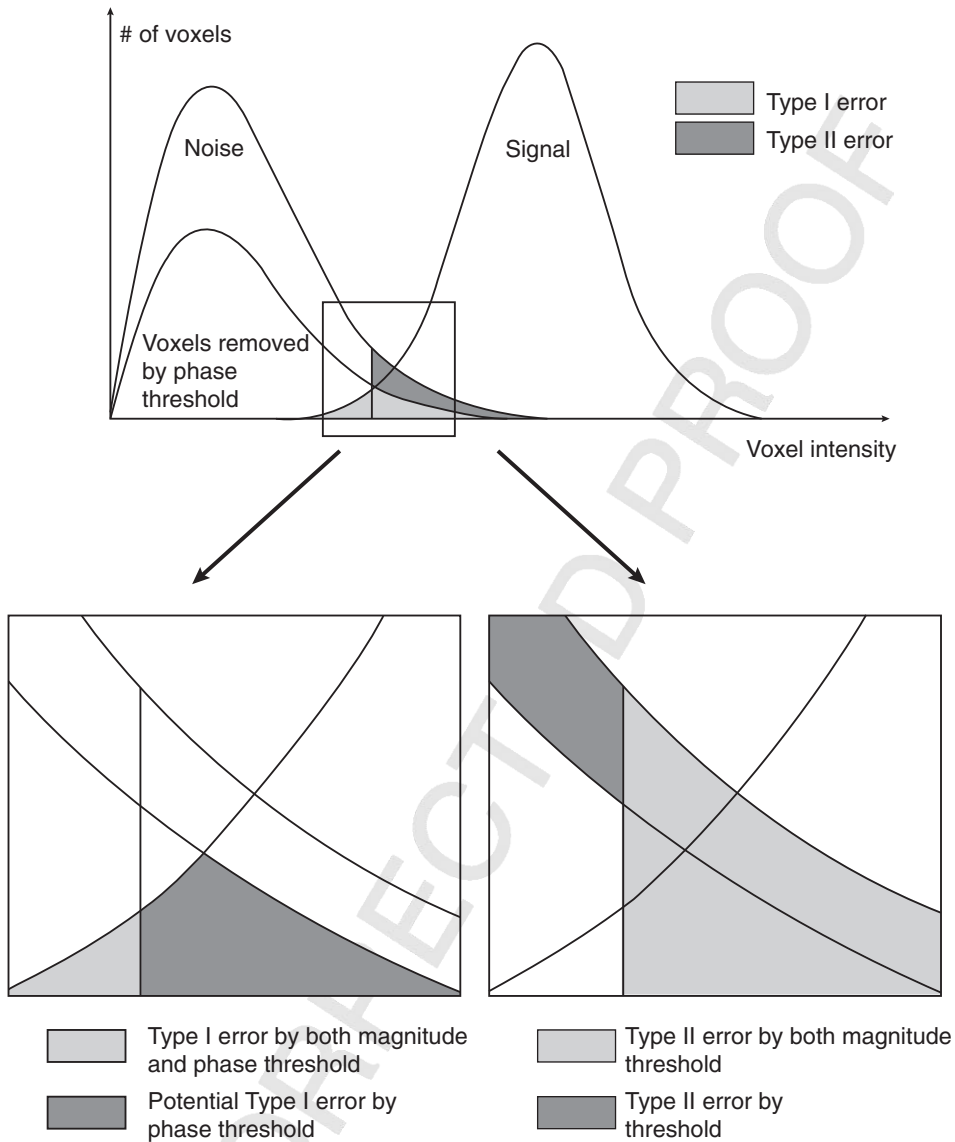 # of voxels
Noise
Signal
Type I error
Type II error
Voxels removed
by phase
threshold
Voxel intensity
Type I error by both magnitude
and phase threshold
Potential Type I error by
phase threshold
Type II error by both magnitude
threshold
Type II error by
threshold
ORRECT D PROOF